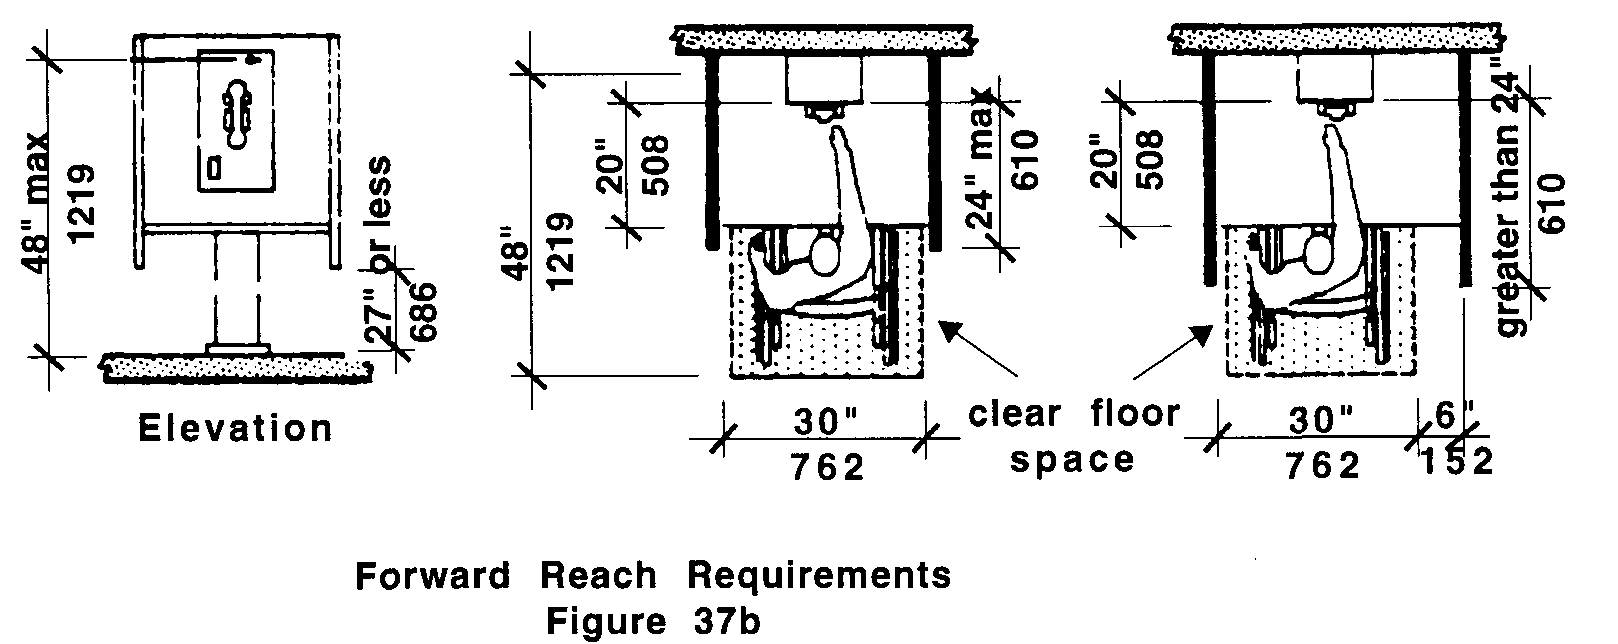 48" max
1219
27" or less
686
Elevation
48"
1219
20"
508
24" max
610
30"
762
clear floor
space
20"
508
greater than 24"
610
30"
762
6"
152
Forward Reach Requirements
Figure 37b